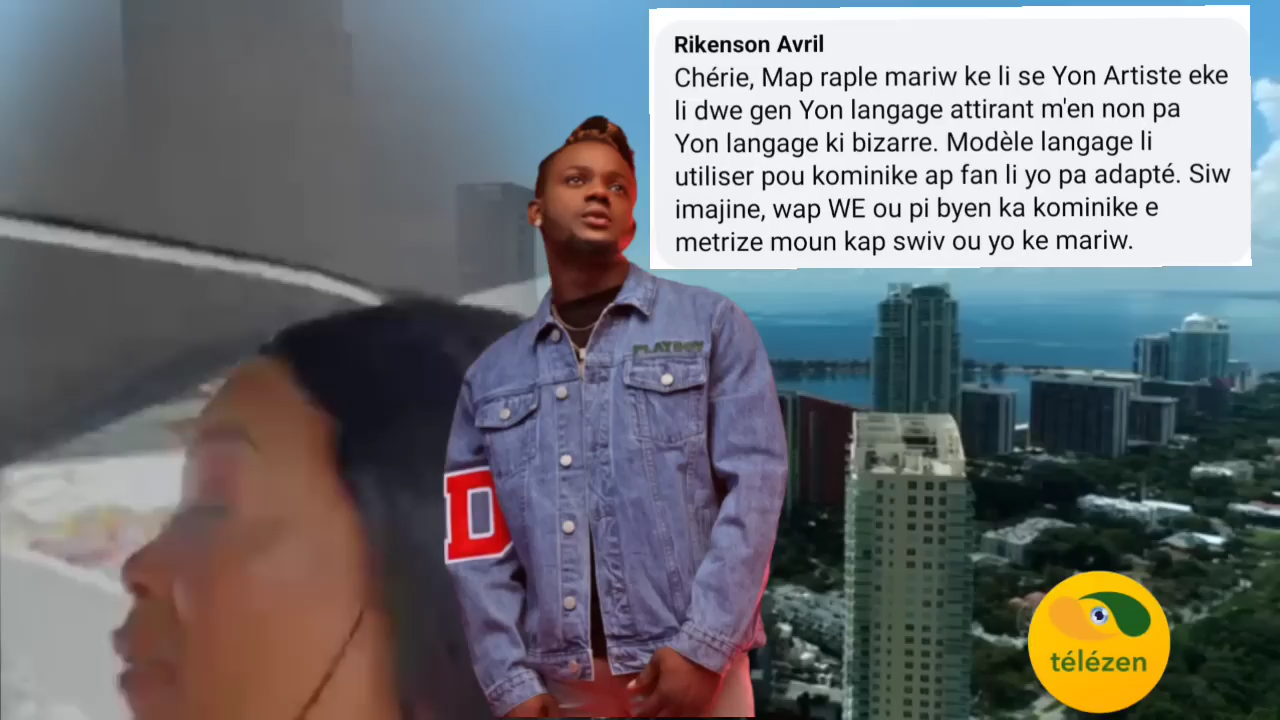 Rikenson Avril
Chérie, Map raple mariw ke li se Yon Artiste eke
li dwe gen Yon langage attirant m'en non pa
Yon langage ki bizarre. Modèle langage li
utiliser pou kominike ap fan li yo pa adapté. Siw
imajine, wap WE ou pi byen ka kominike e
metrize moun kap swiv ou yo ke mariw.
PLAYBOY
D
télézen